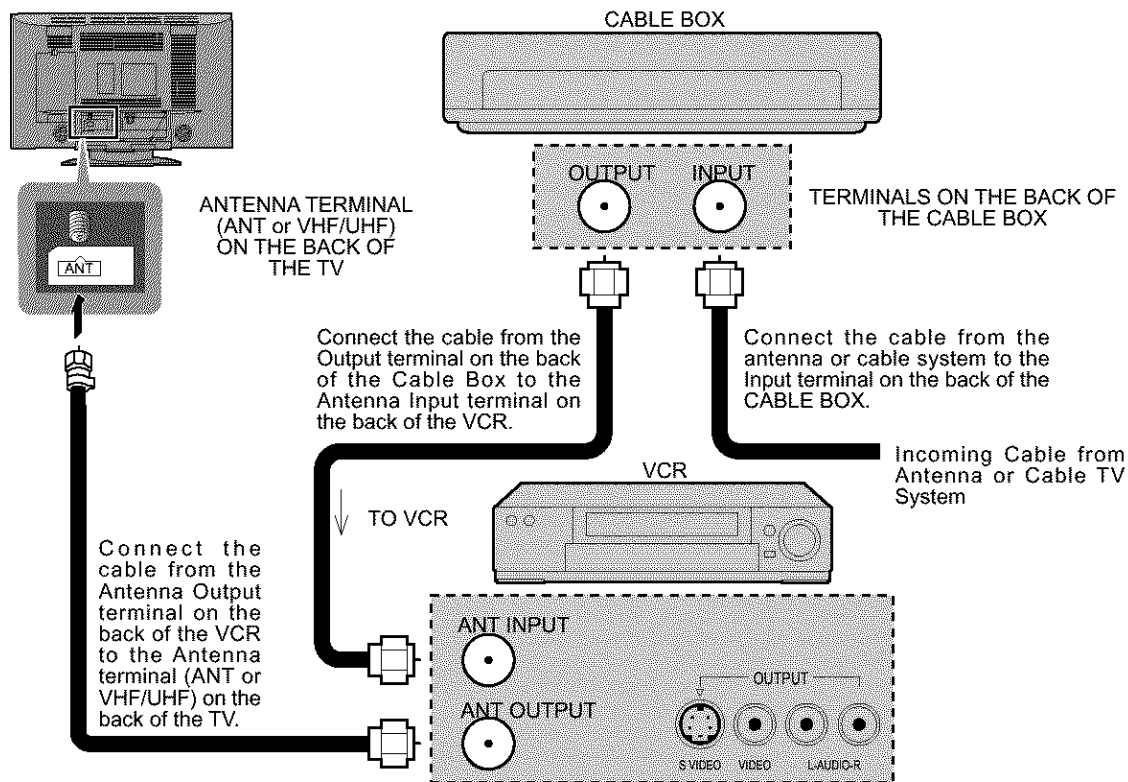 CABLE BOX
OUTPUT INPUT
TERMINALS ON THE BACK OF
THE CABLE BOX
ANTENNA TERMINAL
(ANT or VHF/UHF)
ON THE BACK OF
THE TV
ANT
Connect the cable from the
Output terminal on the back
of the Cable Box to the
Antenna Input terminal on
the back of the VCR.
Connect the cable from the
antenna or cable system to the
Input terminal on the back of the
CABLE BOX.
Incoming Cable from
Antenna or Cable TV
System
VCR
TO VCR
Connect the
cable from the
Antenna Output
terminal on the
back of the VCR
to the Antenna
terminal (ANT or
VHF/UHF) on the
back of the TV.
ANT INPUT
ANT OUTPUT
OUTPUT
S VIDEO VIDEO L-AUDIO-R